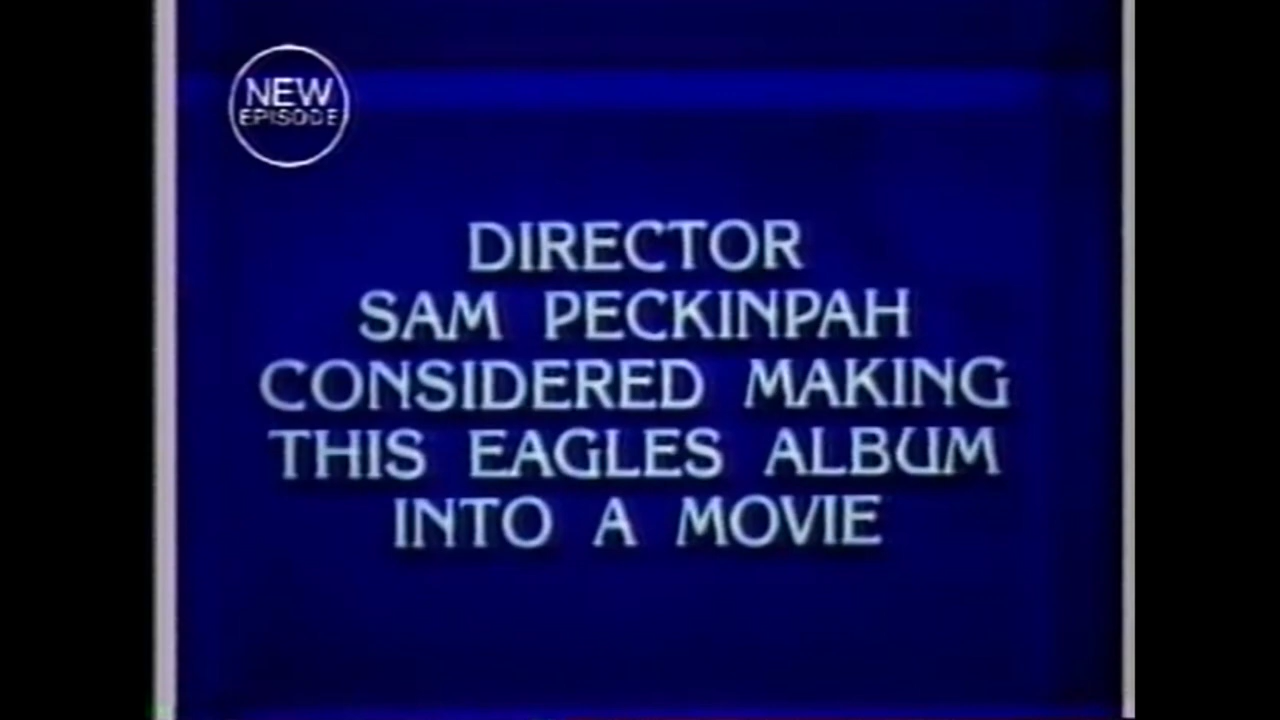 NEW
EPISODE
DIRECTOR
SAM PECKINPAH
CONSIDERED MAKING
THIS EAGLES ALBUM
INTO A MOVIE